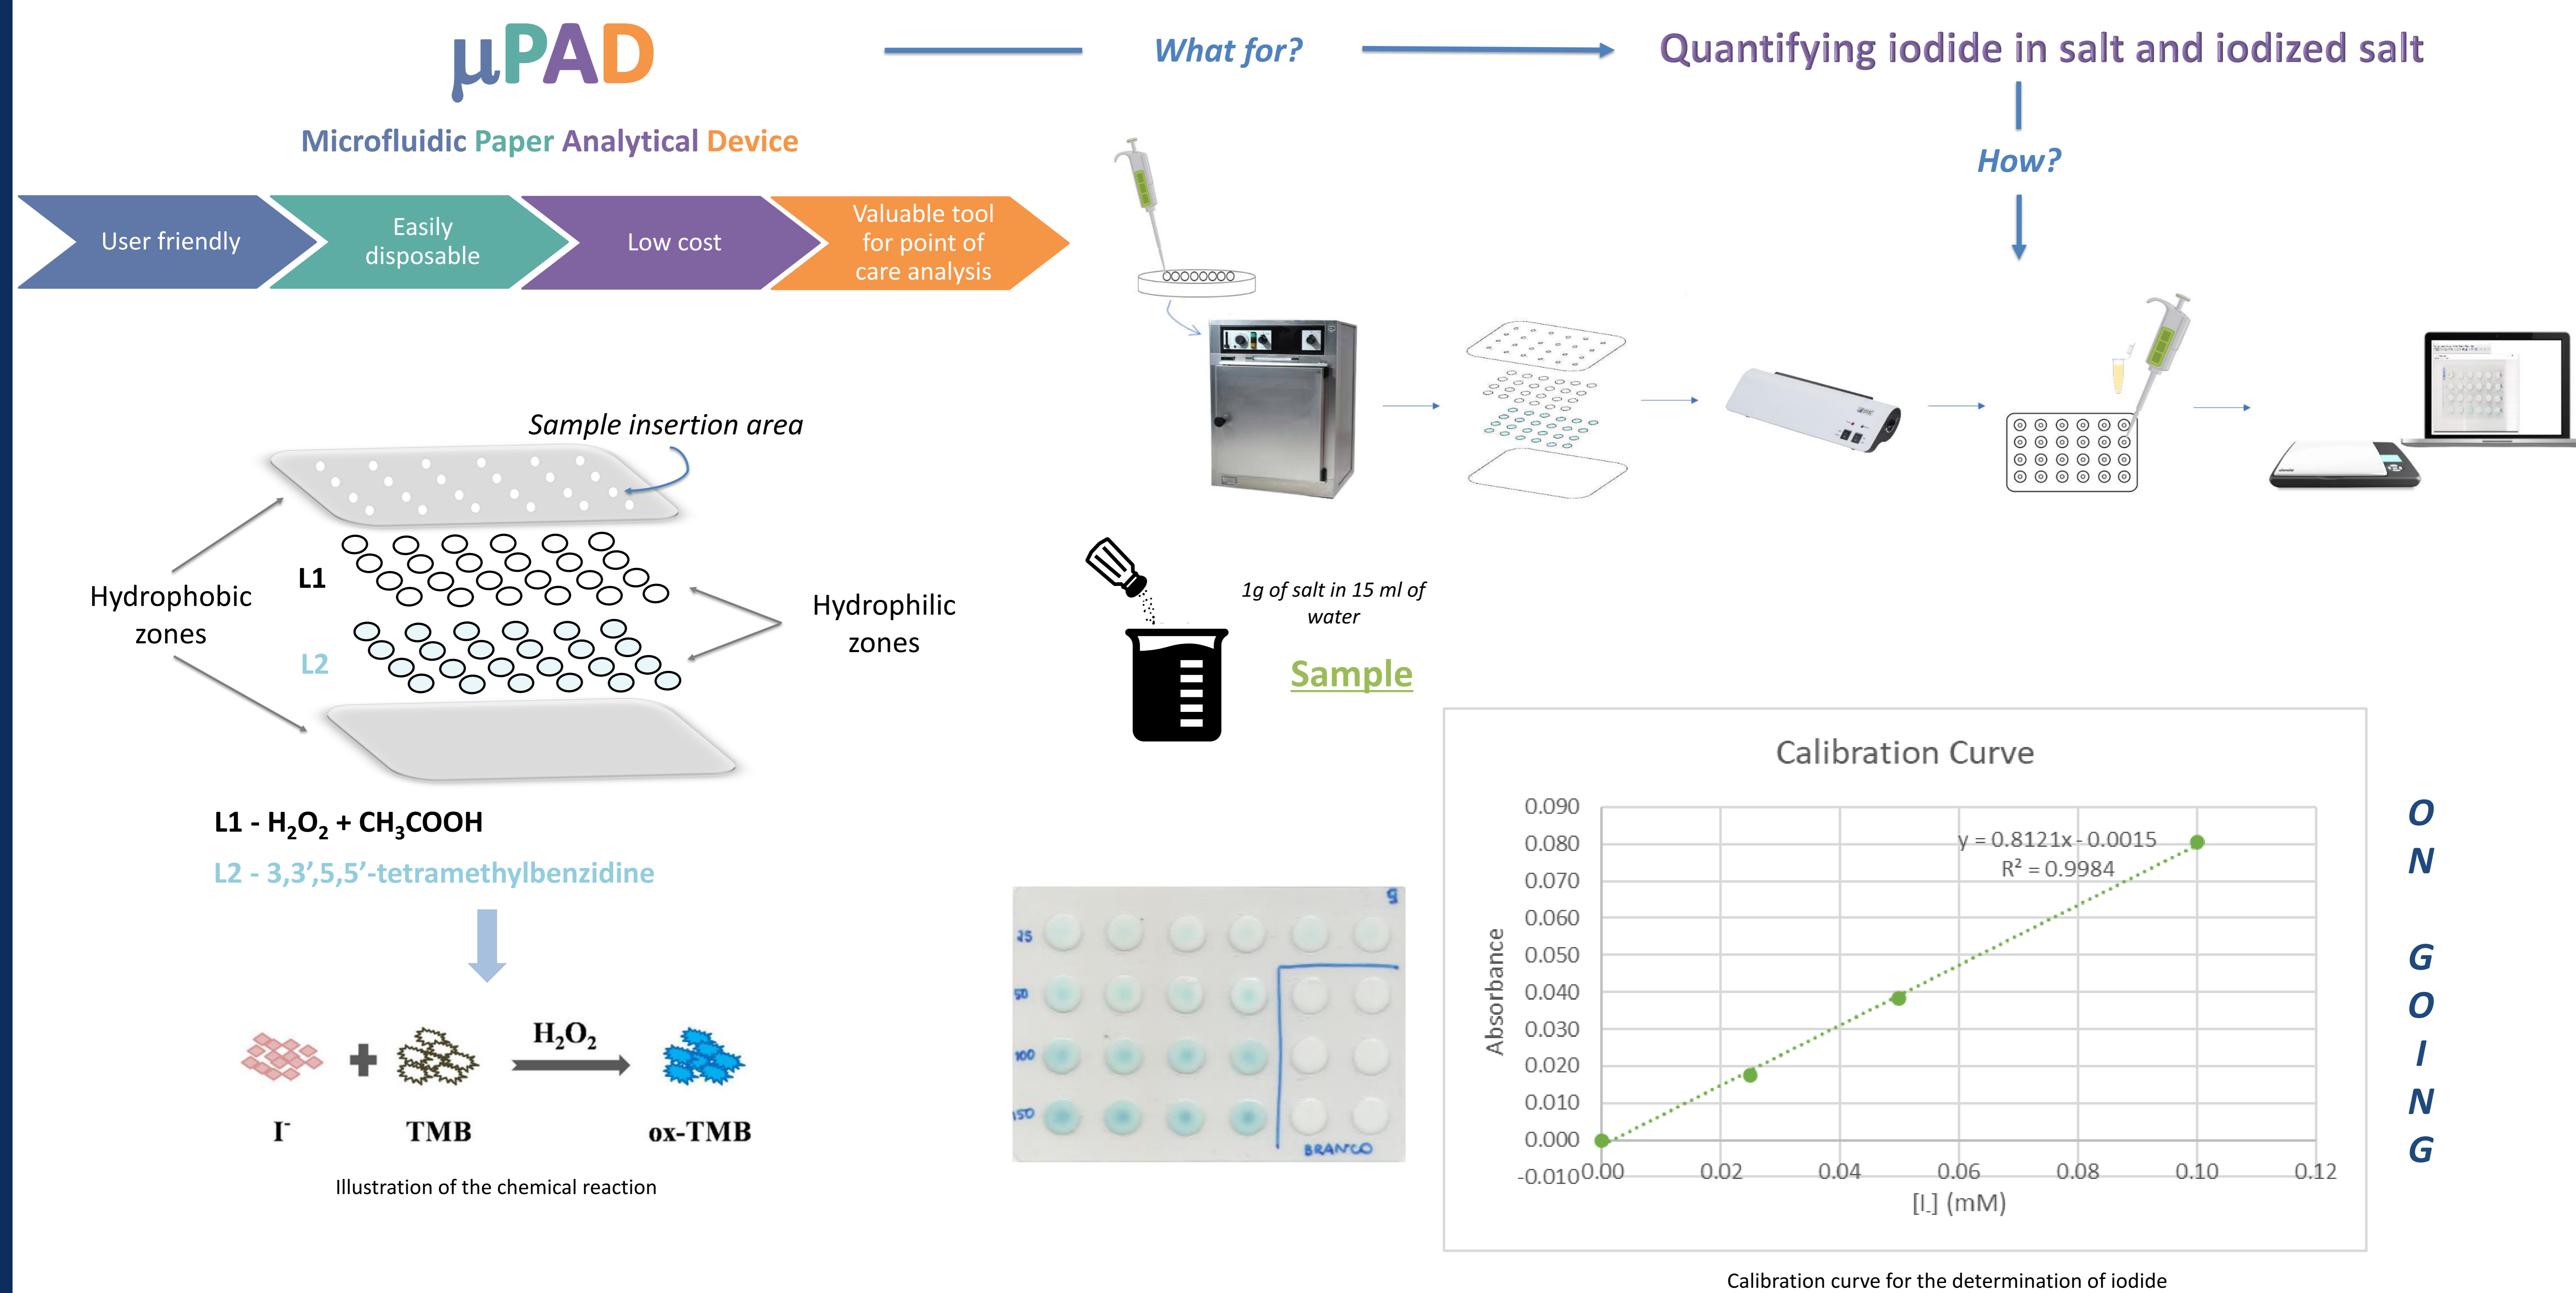 µPAD
Microfluidic Paper Analytical Device
What for?
Quantifying iodide in salt and iodized salt
How?
User friendly
Easily
disposable
Low cost
Valuable tool
for point of
care analysis
Sample insertion area
Hydrophobic
zones
L1
L2
Hydrophilic
zones
L1 - H₂O₂ + CH₃COOH
L2 - 3,3’,5,5’-tetramethylbenzidine
H₂O₂
I⁻
TMB
ox-TMB
Illustration of the chemical reaction
1g of salt in 15 ml of
water
Sample
5
25
50
100
150
BRANCO
Calibration Curve
0.090
0.080
0.070
0.060
0.050
0.040
0.030
0.020
0.010
0.000
-0.010
y = 0.8121x - 0.0015
R² = 0.9984
Absorbance
0.00 0.02 0.04 0.06 0.08 0.10 0.12
[I-] (mM)
Calibration curve for the determination of iodide
ON GOING